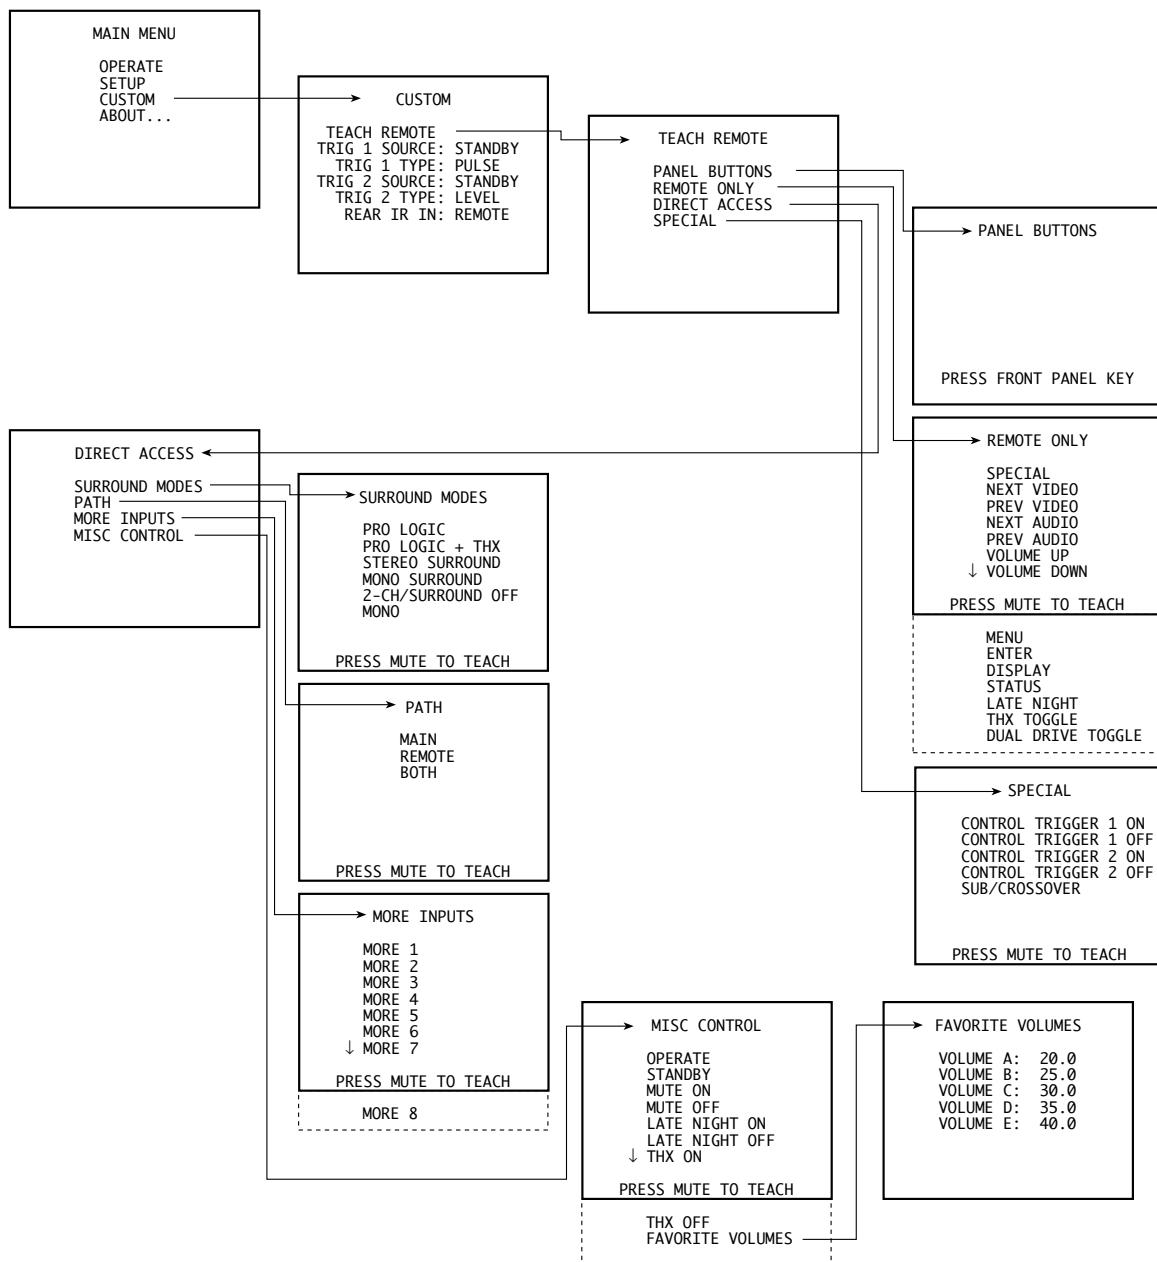 MAIN MENU
OPERATE
SETUP
CUSTOM
ABOUT...
CUSTOM
TEACH REMOTE
TRIG 1 SOURCE: STANDBY
TRIG 1 TYPE: PULSE
TRIG 2 SOURCE: STANDBY
TRIG 2 TYPE: LEVEL
REAR IR IN: REMOTE
TEACH REMOTE
PANEL BUTTONS
REMOTE ONLY
DIRECT ACCESS
SPECIAL
PANEL BUTTONS
PRESS FRONT PANEL KEY
REMOTE ONLY
SPECIAL
NEXT VIDEO
PREV VIDEO
NEXT AUDIO
PREV AUDIO
VOLUME UP
↓ VOLUME DOWN
PRESS MUTE TO TEACH
MENU
ENTER
DISPLAY
STATUS
LATE NIGHT
THX TOGGLE
DUAL DRIVE TOGGLE
SPECIAL
CONTROL TRIGGER 1 ON
CONTROL TRIGGER 1 OFF
CONTROL TRIGGER 2 ON
CONTROL TRIGGER 2 OFF
SUB/CROSSOVER
PRESS MUTE TO TEACH
DIRECT ACCESS
SURROUND MODES
PATH
MORE INPUTS
MISC CONTROL
SURROUND MODES
PRO LOGIC
PRO LOGIC + THX
STEREO SURROUND
MONO SURROUND
2-CH/SURROUND OFF
MONO
PRESS MUTE TO TEACH
PATH
MAIN
REMOTE
BOTH
PRESS MUTE TO TEACH
MORE INPUTS
MORE 1
MORE 2
MORE 3
MORE 4
MORE 5
MORE 6
↓ MORE 7
PRESS MUTE TO TEACH
MORE 8
MISC CONTROL
OPERATE
STANDBY
MUTE ON
MUTE OFF
LATE NIGHT ON
LATE NIGHT OFF
↓ THX ON
PRESS MUTE TO TEACH
THX OFF
FAVORITE VOLUMES
FAVORITE VOLUMES
VOLUME A: 20.0
VOLUME B: 25.0
VOLUME C: 30.0
VOLUME D: 35.0
VOLUME E: 40.0